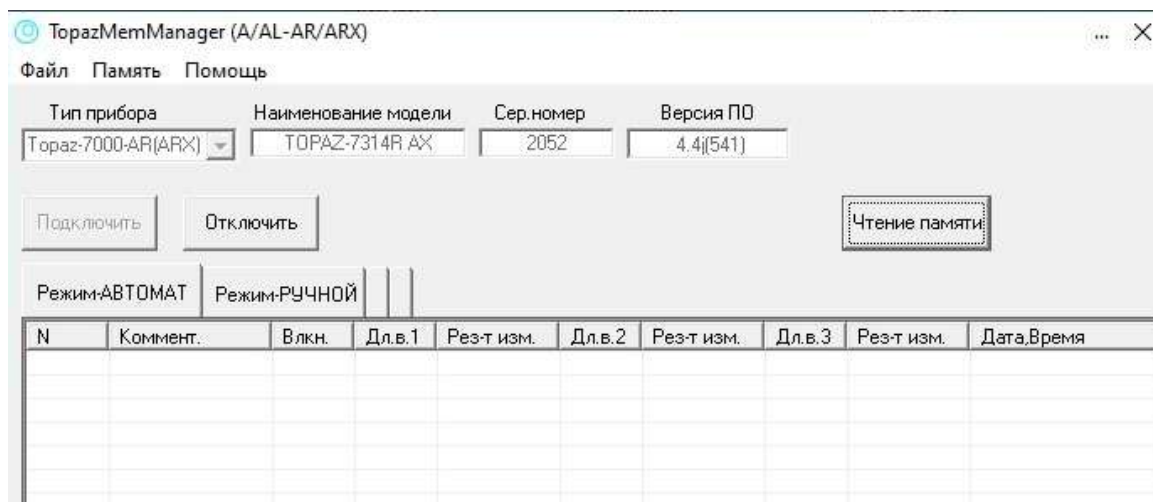 TopazMemManager (A/AL-AR/ARX) ...
Файл Память Помощь
Тип прибора Наименование модели Сер.номер Версия ПО
Topaz-7000-AR(ARX) TOPAZ-7314R AX 2052 4.4j(541)
Подключить Отключить Чтение памяти
Режим-АВТОМАТ Режим-РУЧНОЙ
N Коммент. Влкн. Дл.в.1 Рез-т изм. Дл.в.2 Рез-т изм. Дл.в.3 Рез-т изм. Дата,Время